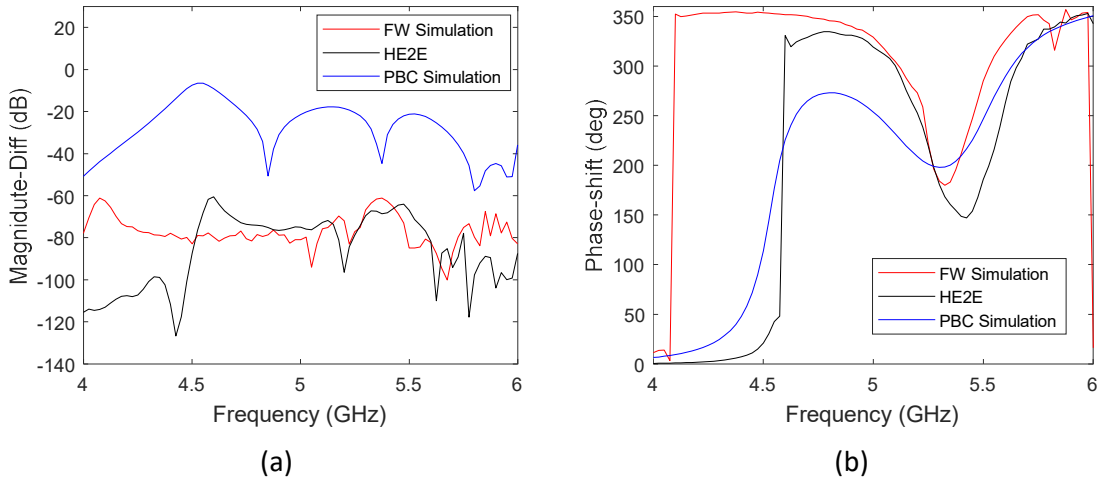 20
0
-20
-40
-60
-80
-100
-120
-140
4
4.5
5
5.5
6
Magnidute-Diff (dB)
Frequency (GHz)
FW Simulation
HE2E
PBC Simulation
(a)
350
300
250
200
150
100
50
0
4
4.5
5
5.5
6
Phase-shift (deg)
Frequency (GHz)
FW Simulation
HE2E
PBC Simulation
(b)